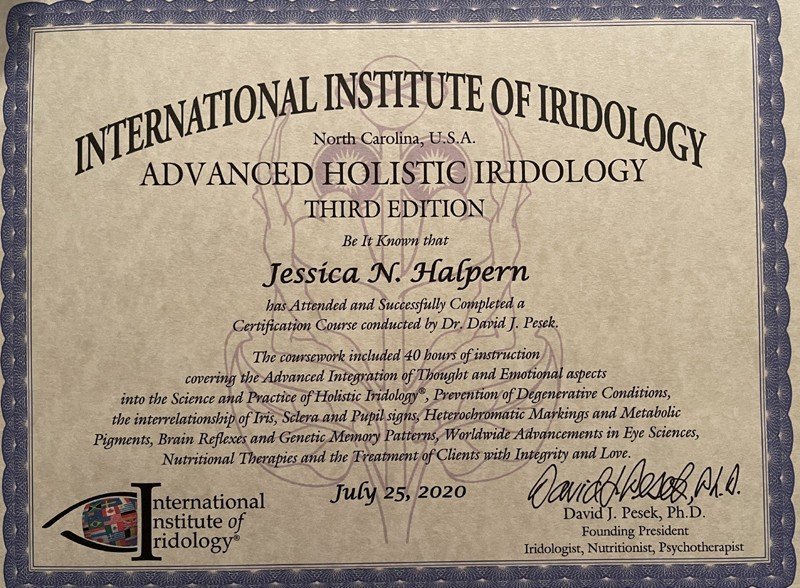 INTERNATIONAL INSTITUTE OF IRIDOLOGY
North Carolina, U.S.A.
ADVANCED HOLISTIC IRIDOLOGY
THIRD EDITION
Be It Known that
Jessica N. Halpern
has Attended and Successfully Completed a
Certification Course conducted by Dr. David J. Pesek.
The coursework included 40 hours of instruction
covering the Advanced Integration of Thought and Emotional aspects
into the Science and Practice of Holistic Iridology®, Prevention of Degenerative Conditions,
the interrelationship of Iris, Sclera and Pupil signs, Heterochromatic Markings and Metabolic
Pigments, Brain Reflexes and Genetic Memory Patterns, Worldwide Advancements in Eye Sciences,
Nutritional Therapies and the Treatment of Clients with Integrity and Love.
July 25, 2020
David J. Pesek, Ph.D.
David J. Pesek, Ph.D.
Founding President
Iridologist, Nutritionist, Psychotherapist
International
Institute of
Iridology®